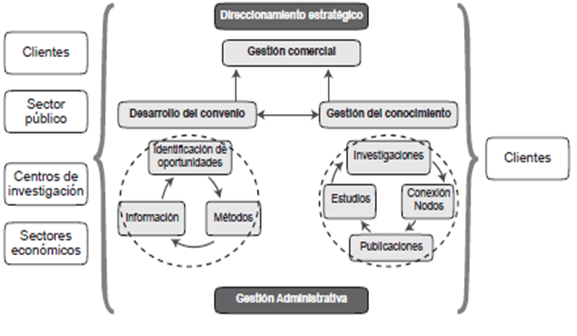 Direccionamiento estratégico
Clientes
Gestión comercial
Sector
público
Desarrollo del convenio
Gestión del conocimiento
Identificación de
oportunidades
Investigaciones
Clientes
Centros de
investigación
Información
Métodos
Estudios
Conexión
Nodos
Sectores
económicos
Publicaciones
Gestión Administrativa